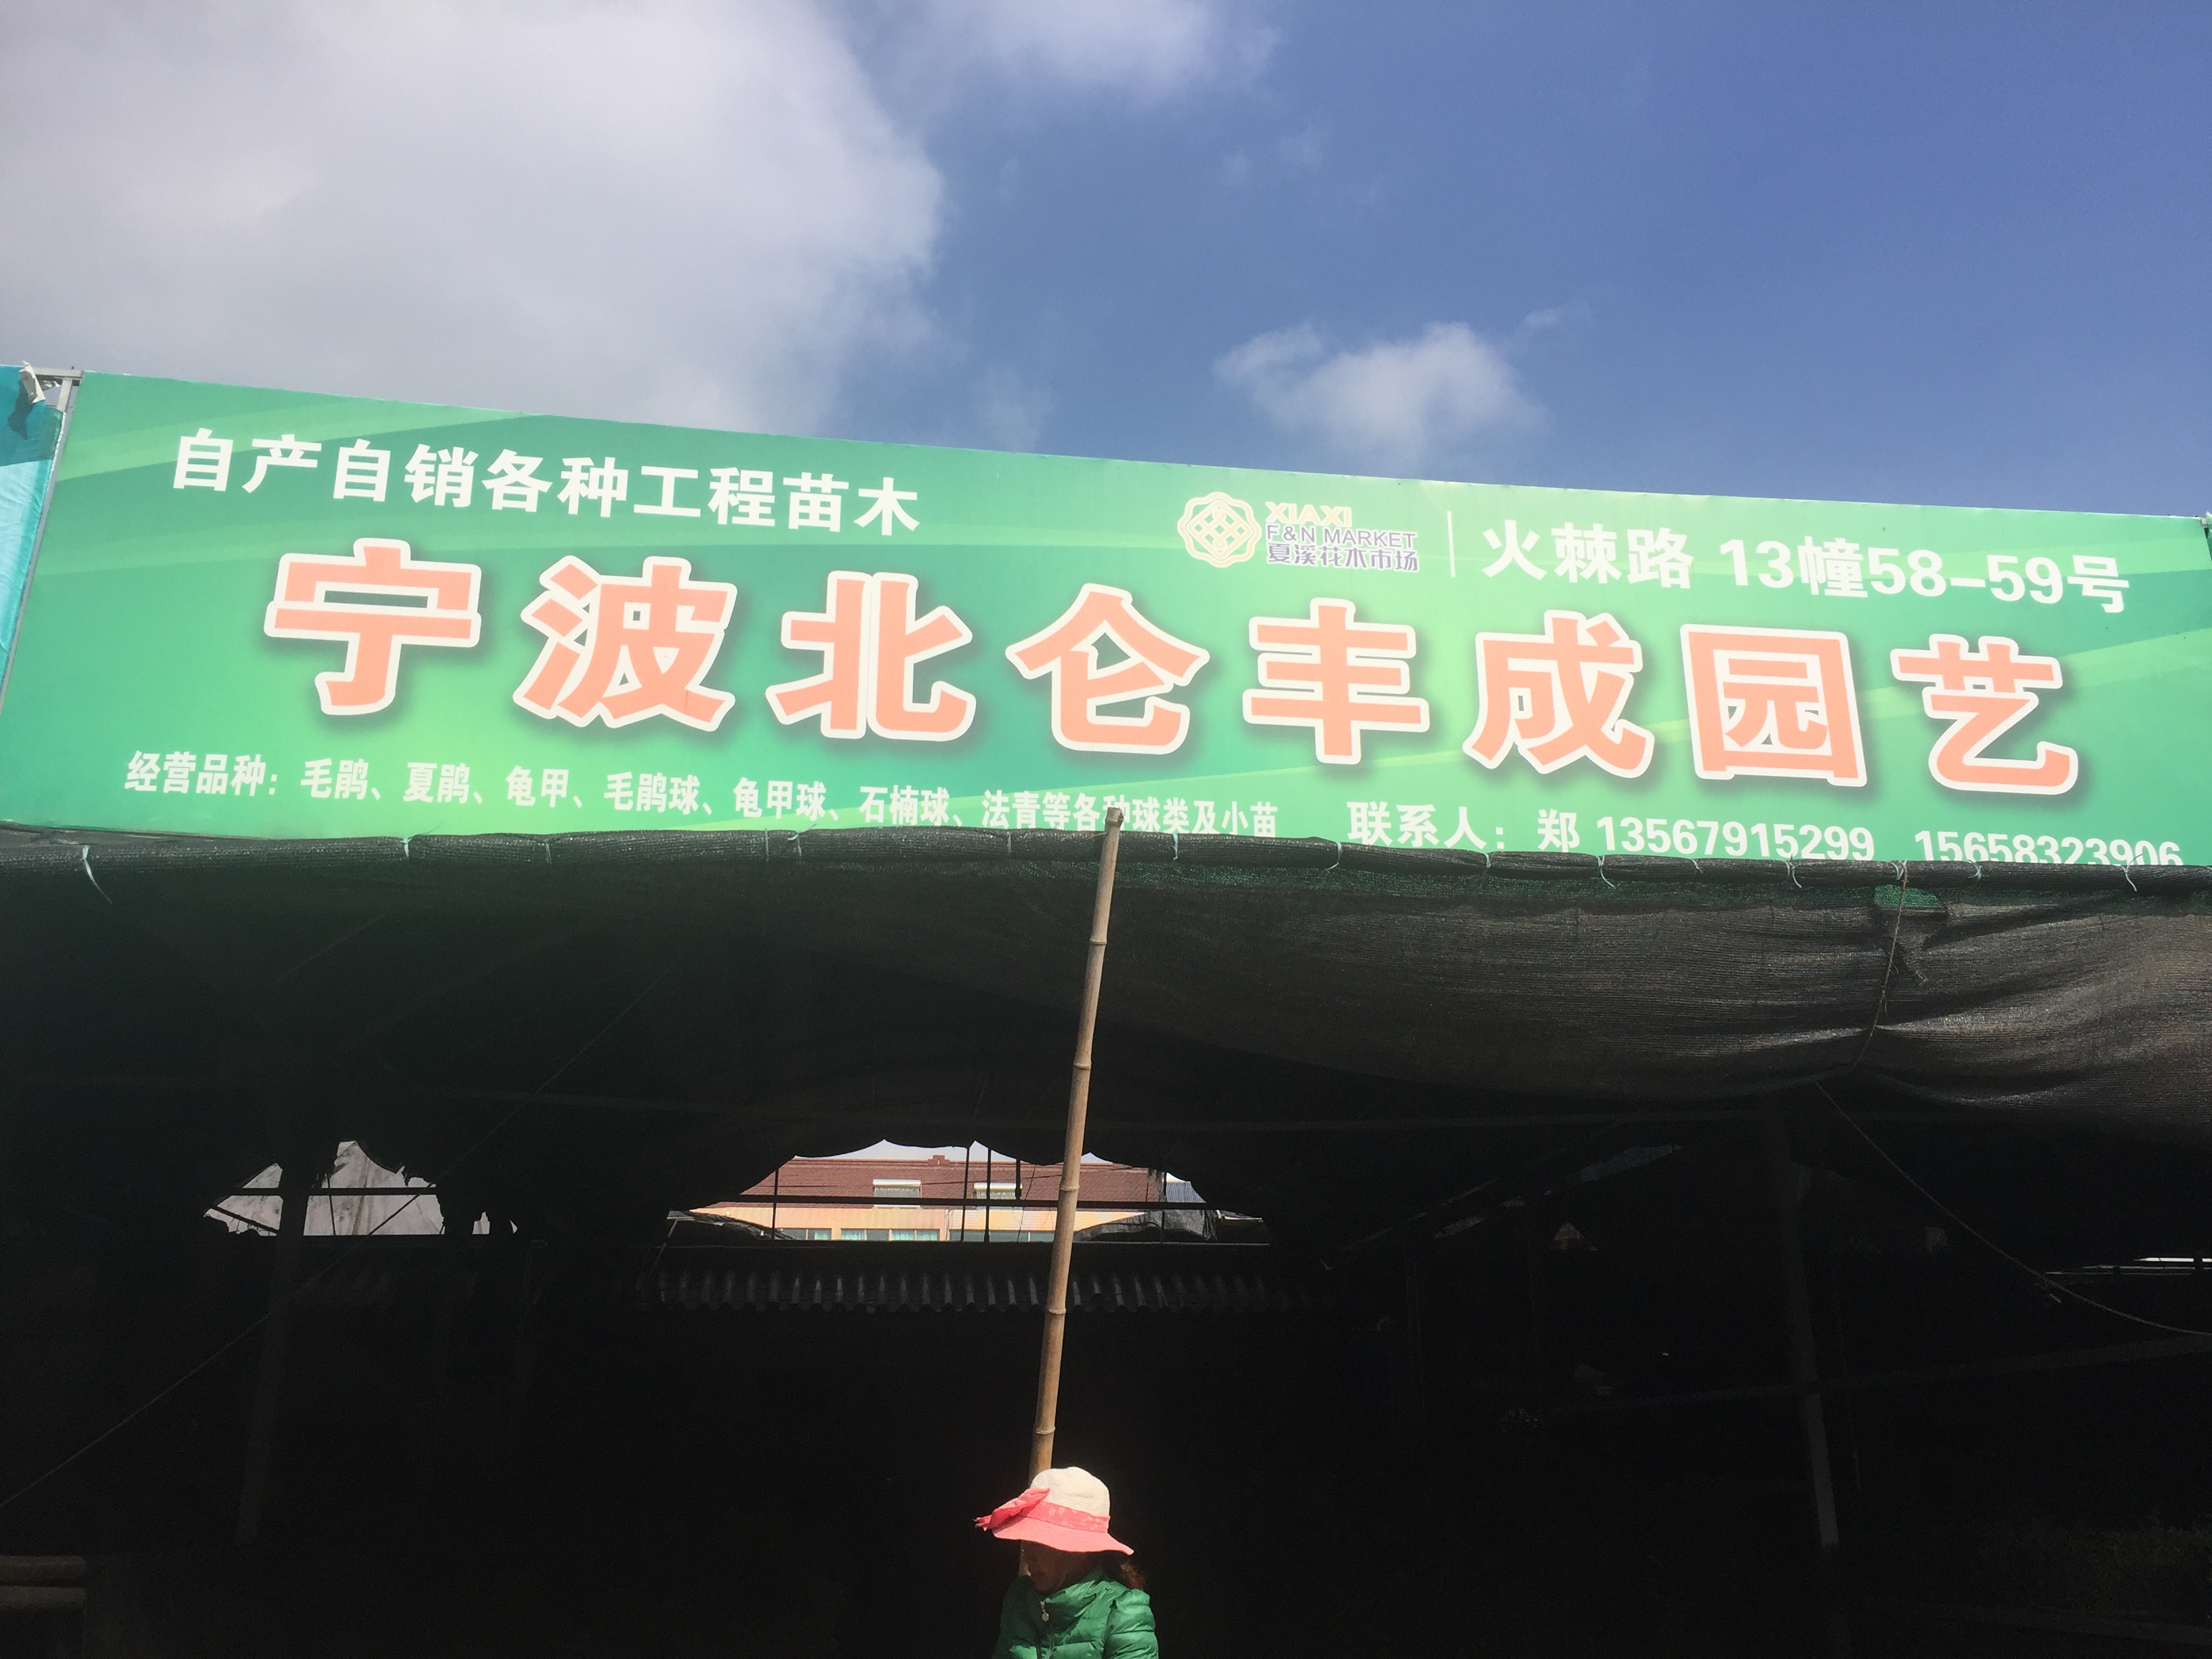 自产自销各种工程苗木
XIAXI
F&N MARKET
夏溪花木市场
火棘路 13幢58-59号
宁波北仑丰成园艺
经营品种：毛鹃、夏鹃、龟甲、毛鹃球、龟甲球、石楠球、法青等各种球类及小苗
联系人：郑 13567915299 15658323906